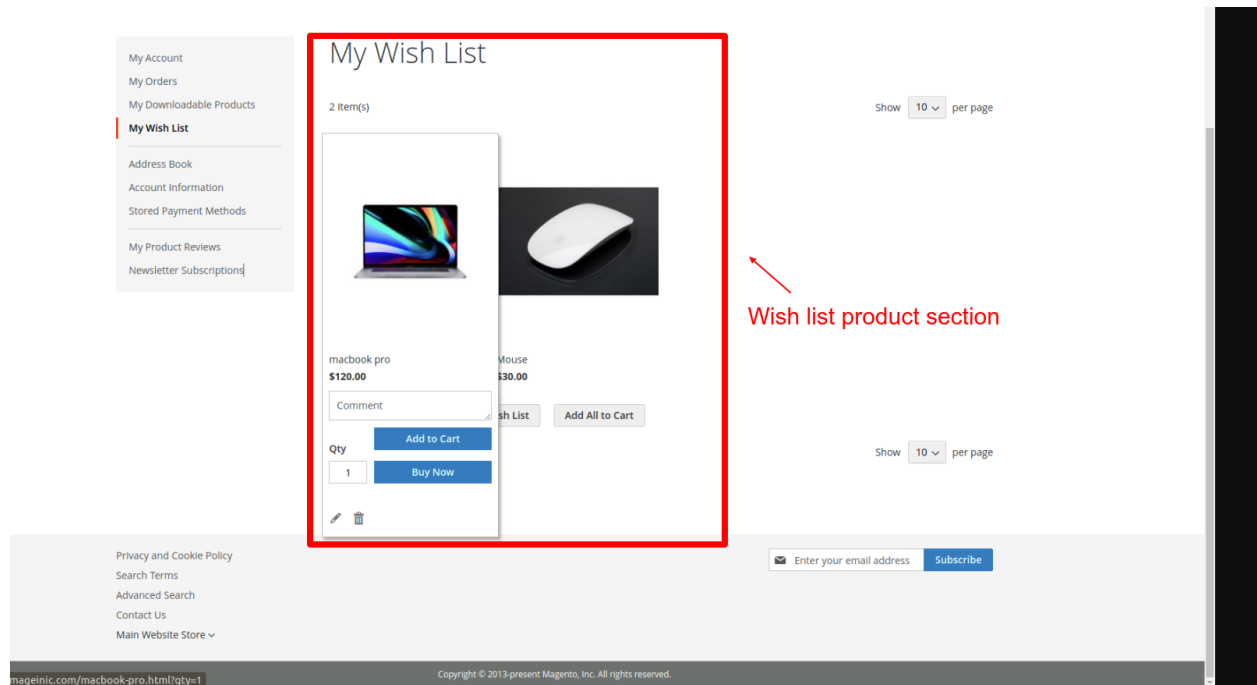 My Account
My Orders
My Downloadable Products
My Wish List
Address Book
Account Information
Stored Payment Methods
My Product Reviews
Newsletter Subscriptions
My Wish List
2 Item(s)
Show 10 per page
macbook pro
$120.00
Comment
Qty
Add to Cart
1
Buy Now
Mouse
$30.00
sh List
Add All to Cart
Wish list product section
Show 10 per page
Privacy and Cookie Policy
Search Terms
Advanced Search
Contact Us
Main Website Store
Enter your email address
Subscribe
Copyright © 2013-present Magento, Inc. All rights reserved.
mageinic.com/macbook-pro.html?qty=1